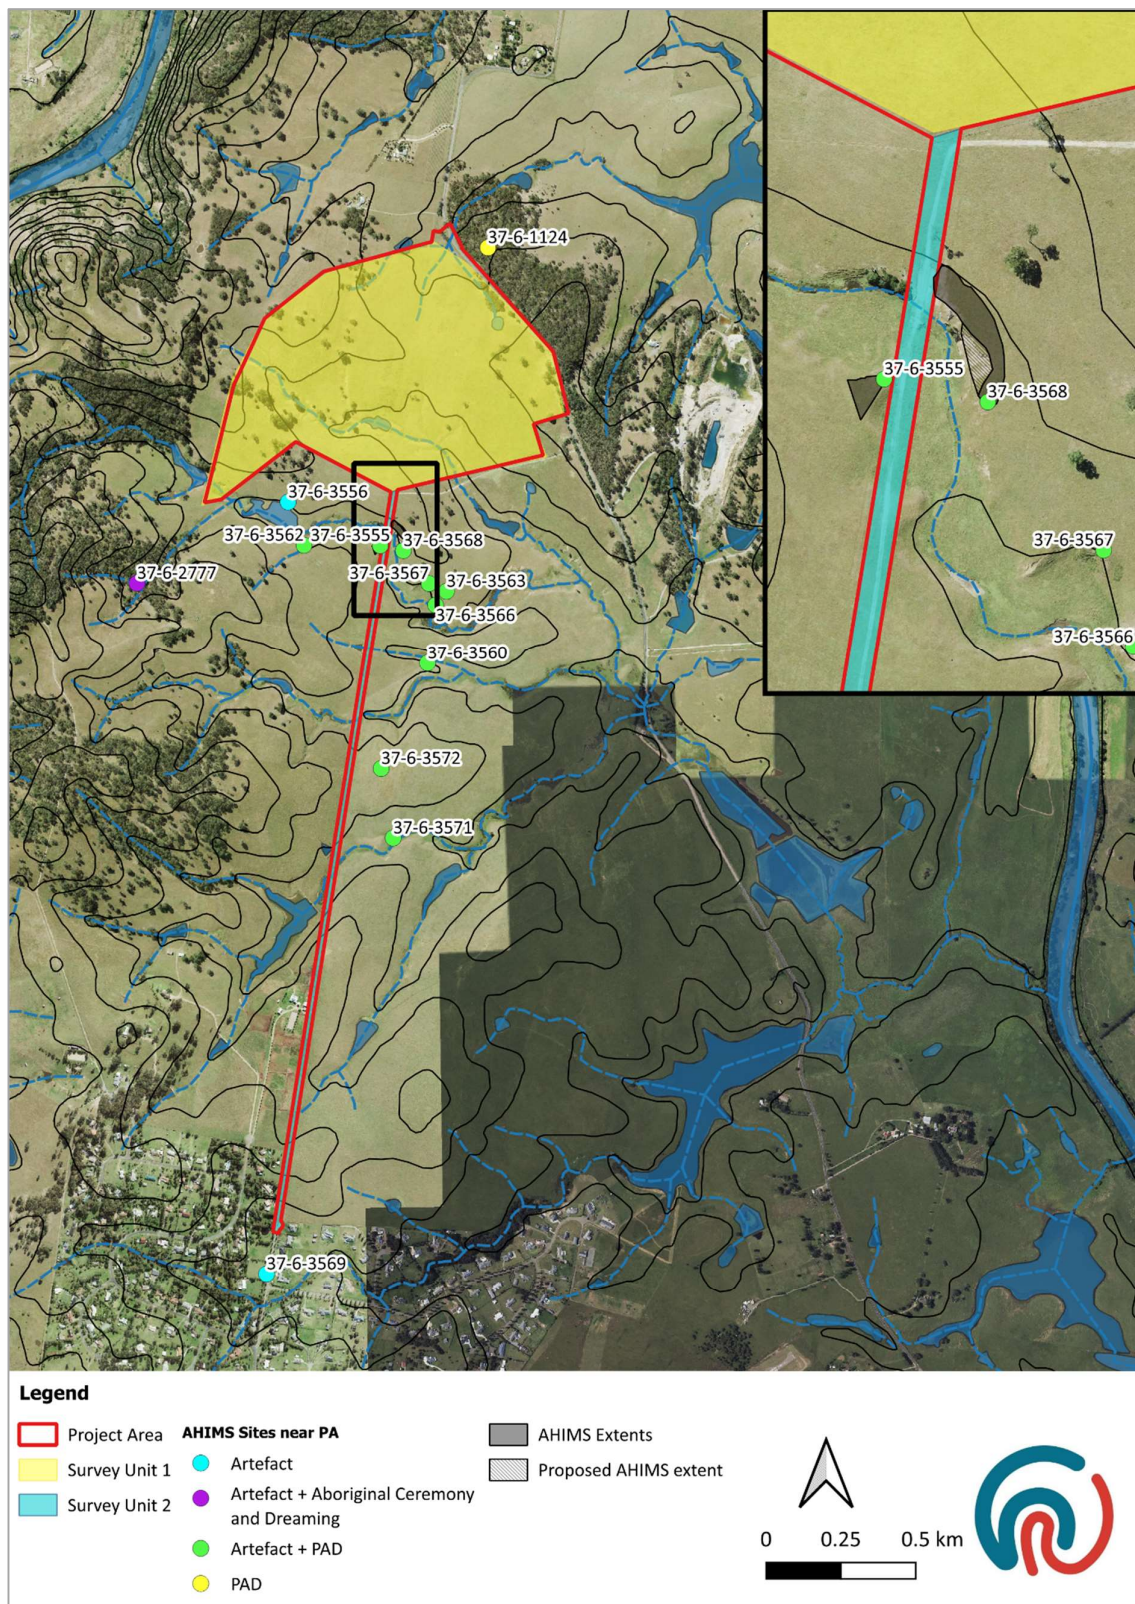 37-6-1124
37-6-3556
37-6-3562
37-6-3555
37-6-3568
37-6-2777
37-6-3567
37-6-3563
37-6-3566
37-6-3560
37-6-3572
37-6-3571
37-6-3569
37-6-3555
37-6-3568
37-6-3567
37-6-3566
Legend
Project Area
Survey Unit 1
Survey Unit 2
AHIMS Sites near PA
Artefact
Artefact + Aboriginal Ceremony
and Dreaming
Artefact + PAD
PAD
AHIMS Extents
Proposed AHIMS extent
0 0.25 0.5 km